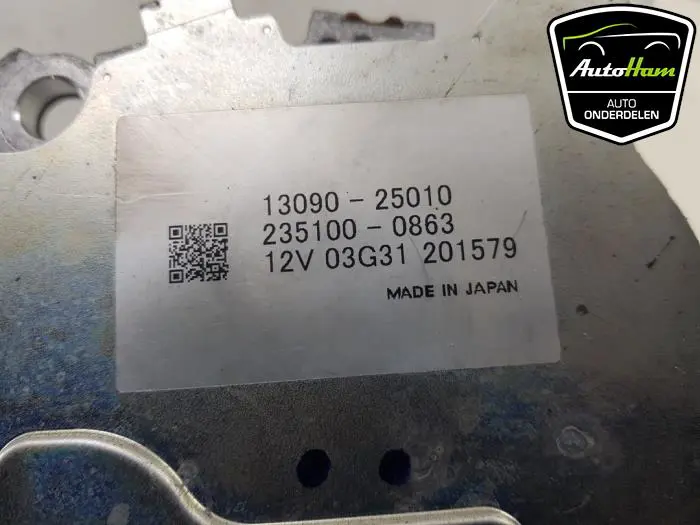 AutoHam
AUTO
ONDERDELEN
13090-25010
235100-0863
12V 03G31 201579
MADE IN JAPAN